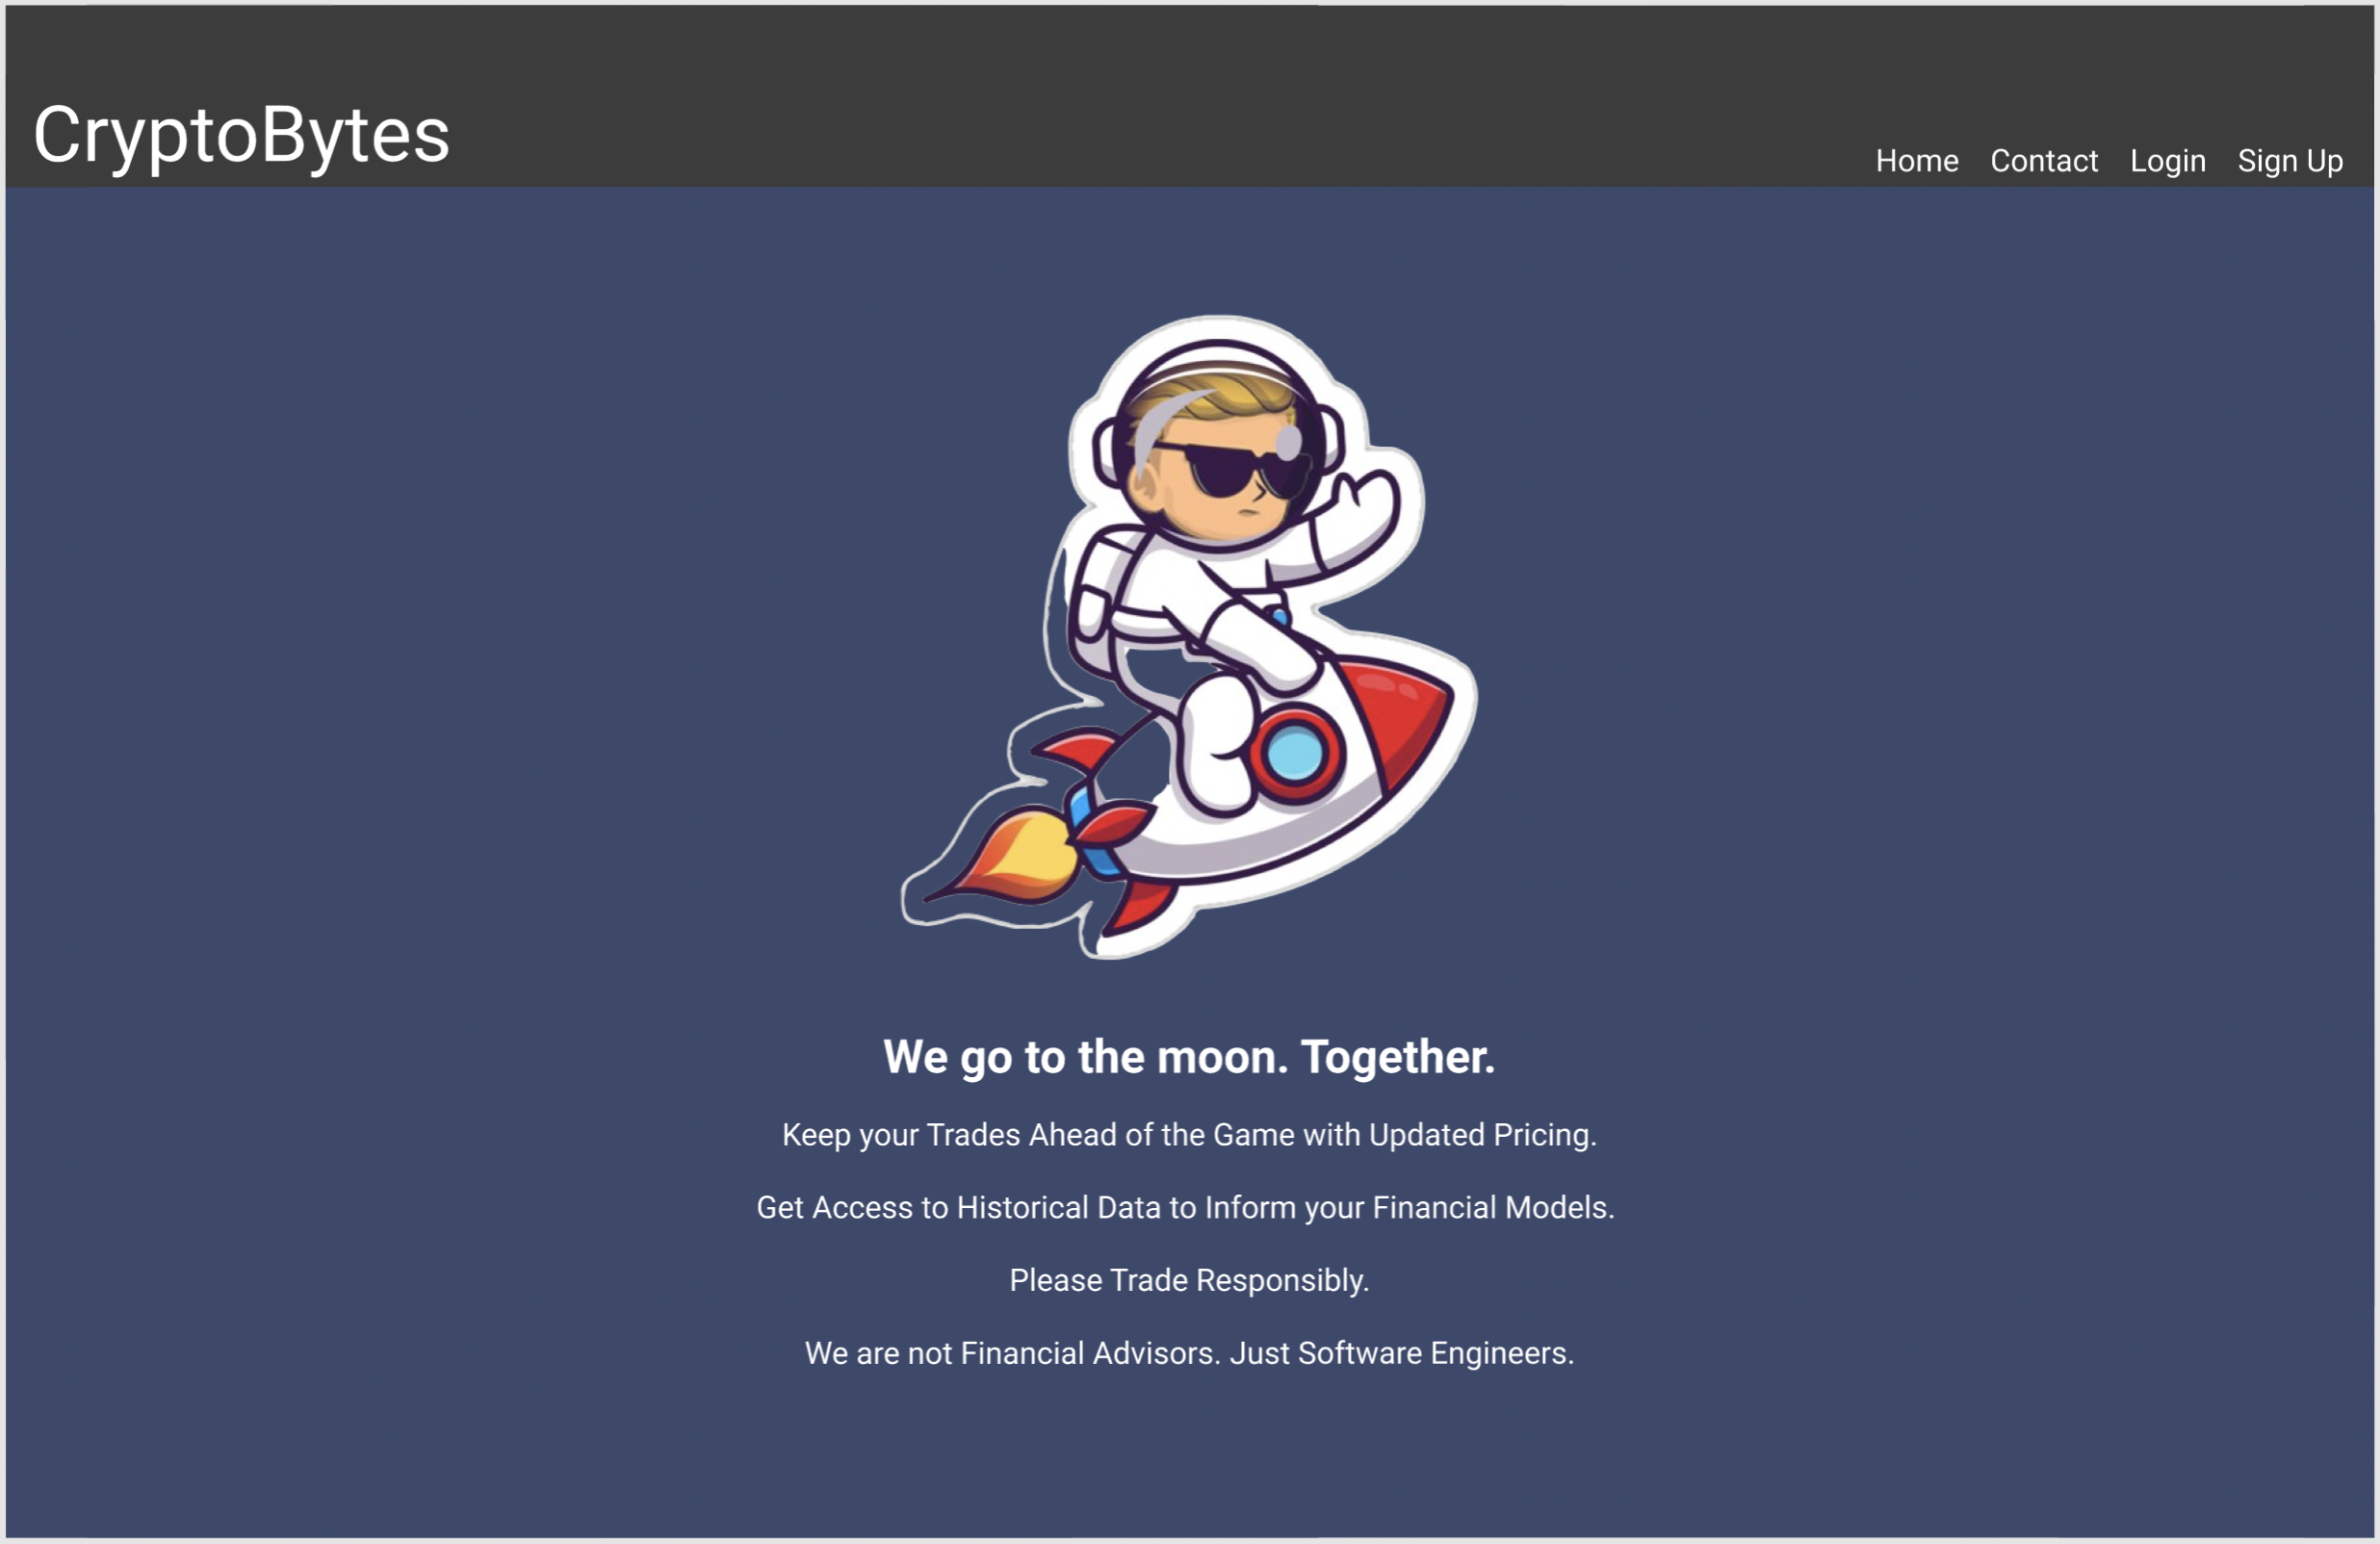 CryptoBytes
Home Contact Login Sign Up
We go to the moon. Together.
Keep your Trades Ahead of the Game with Updated Pricing.
Get Access to Historical Data to Inform your Financial Models.
Please Trade Responsibly.
We are not Financial Advisors. Just Software Engineers.